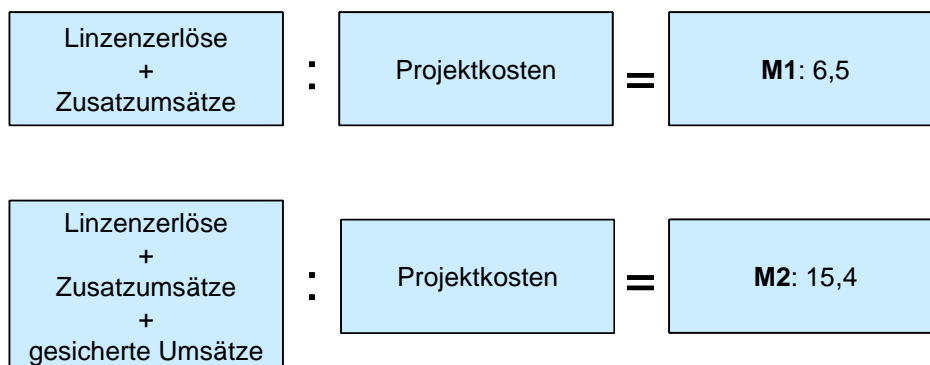 Linzenzerlöse
+
Zusatzumsätze
:
Projektkosten
=
M1: 6,5
Linzenzerlöse
+
Zusatzumsätze
+
gesicherte Umsätze
:
Projektkosten
=
M2: 15,4